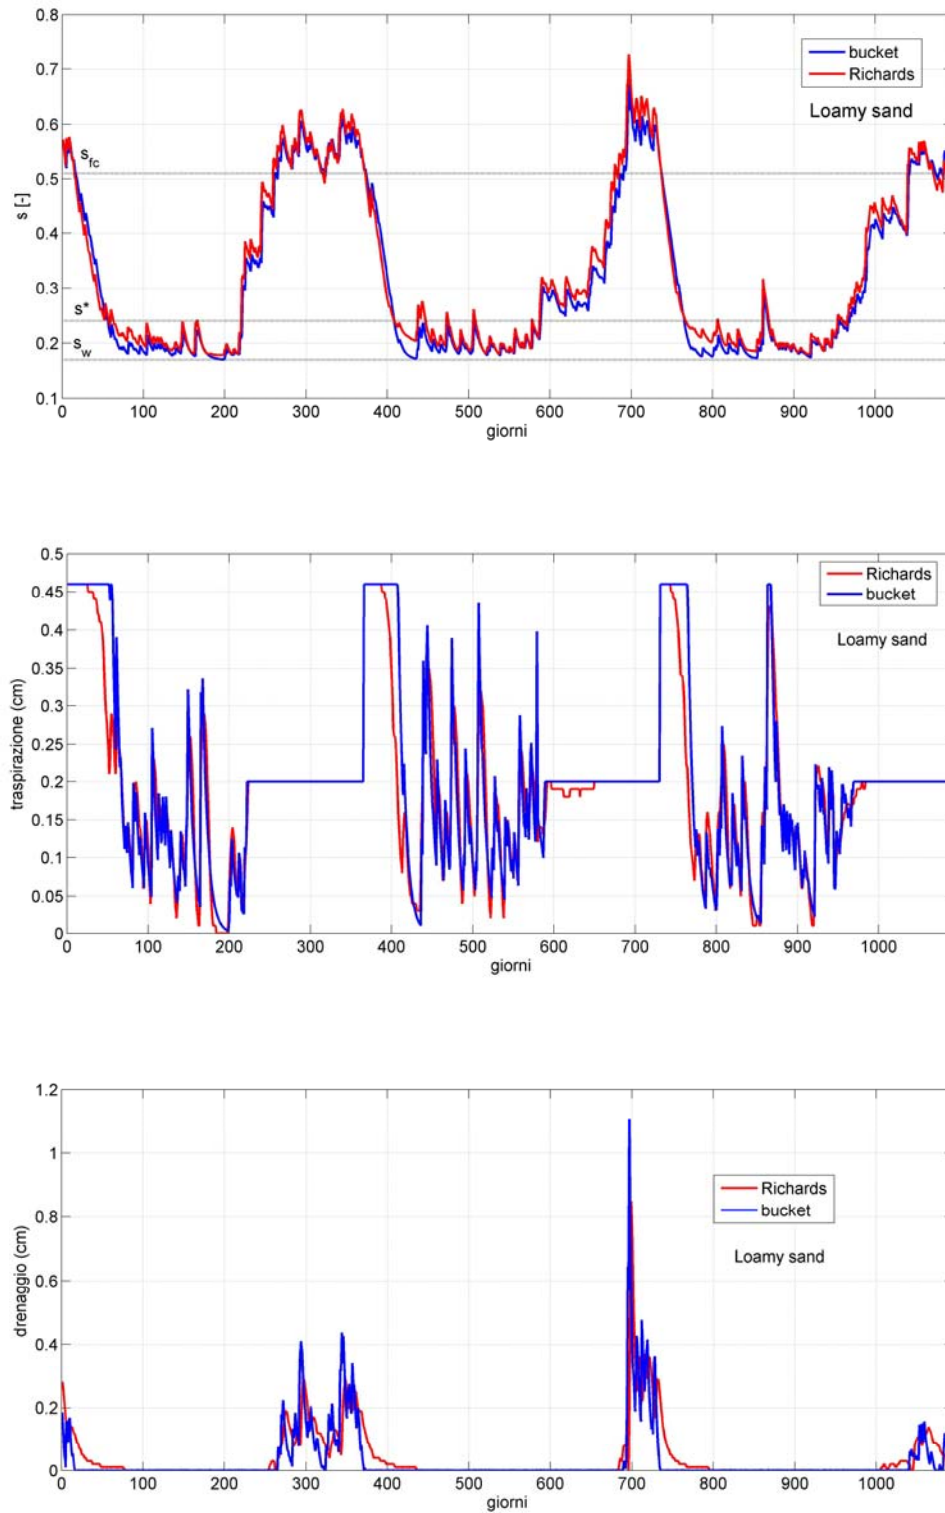 0.8
bucket
Richards
0.7
Loamy sand
0.6
s_fc
0.5
s [-]
0.4
0.3
s*
s_w
0.2
0.1
0 100 200 300 400 500 600 700 800 900 1000
giorni
0.5
Richards
bucket
0.45
0.4
Loamy sand
0.35
0.3
traspirazione (cm)
0.25
0.2
0.15
0.1
0.05
0
0 100 200 300 400 500 600 700 800 900 1000
giorni
1.2
1
Richards
bucket
0.8
Loamy sand
drenaggio (cm)
0.6
0.4
0.2
0
0 100 200 300 400 500 600 700 800 900 1000
giorni